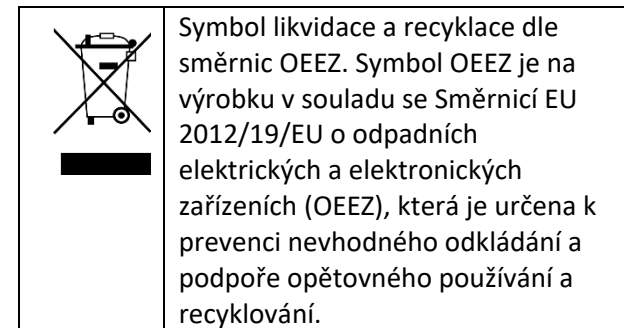 Symbol likvidace a recyklace dle
směrnic OEEZ. Symbol OEEZ je na
výrobku v souladu se Směrnicí EU
2012/19/EU o odpadních
elektrických a elektronických
zařízeních (OEEZ), která je určena k
prevenci nevhodného odkládání a
podpoře opětovného používání a
recyklování.